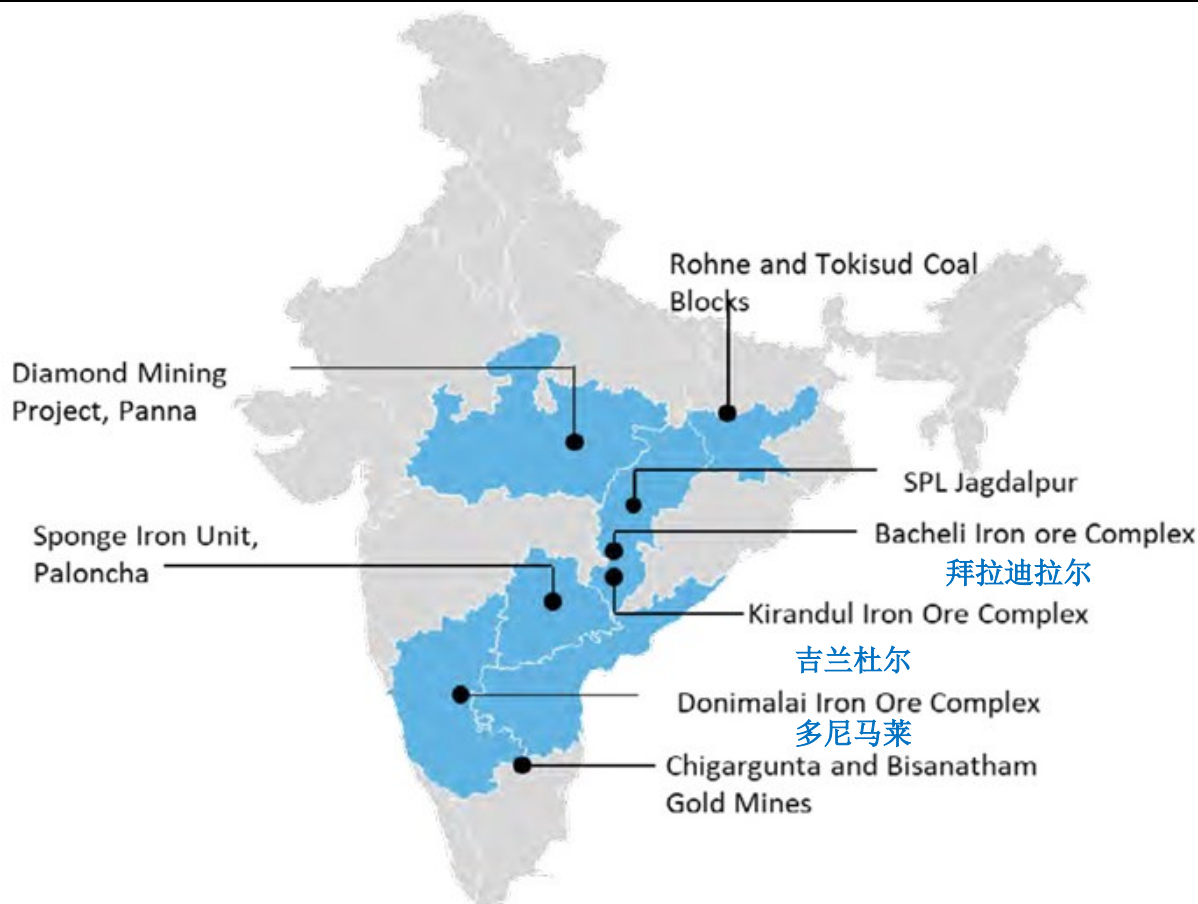 Rohne and Tokisud Coal
Blocks
Diamond Mining
Project, Panna
SPL Jagdalpur
Sponge Iron Unit,
Paloncha
Bacheli Iron ore Complex
拜拉迪拉尔
Kirandul Iron Ore Complex
吉兰杜尔
Donimalai Iron Ore Complex
多尼马莱
Chigargunta and Bisanatham
Gold Mines